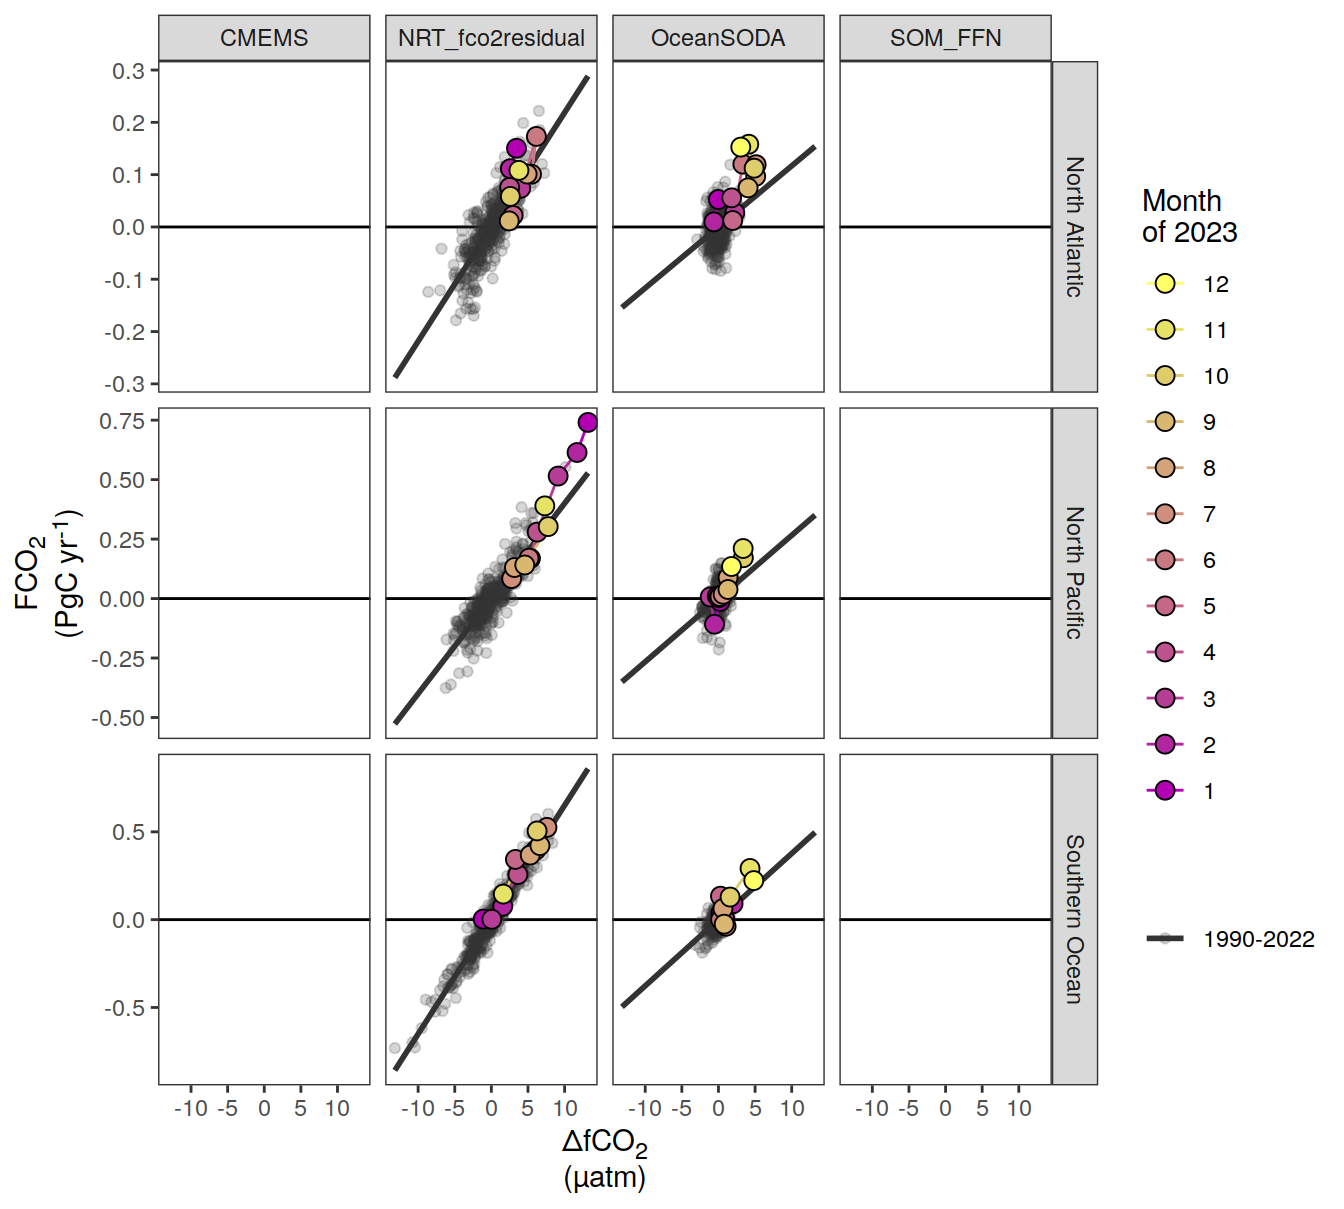 CMEMS NRT_fco2residual OceanSODA SOM_FFN
0.3
0.2
0.1
0.0
-0.1
-0.2
-0.3
North Atlantic
0.75
0.50
0.25
0.00
-0.25
-0.50
North Pacific
0.5
0.0
-0.5
Southern Ocean
FCO₂
(PgC yr⁻¹)
-10 -5 0 5 10 -10 -5 0 5 10 -10 -5 0 5 10 -10 -5 0 5 10
ΔfCO₂
(µatm)
Month
of 2023
12
11
10
9
8
7
6
5
4
3
2
1
1990-2022